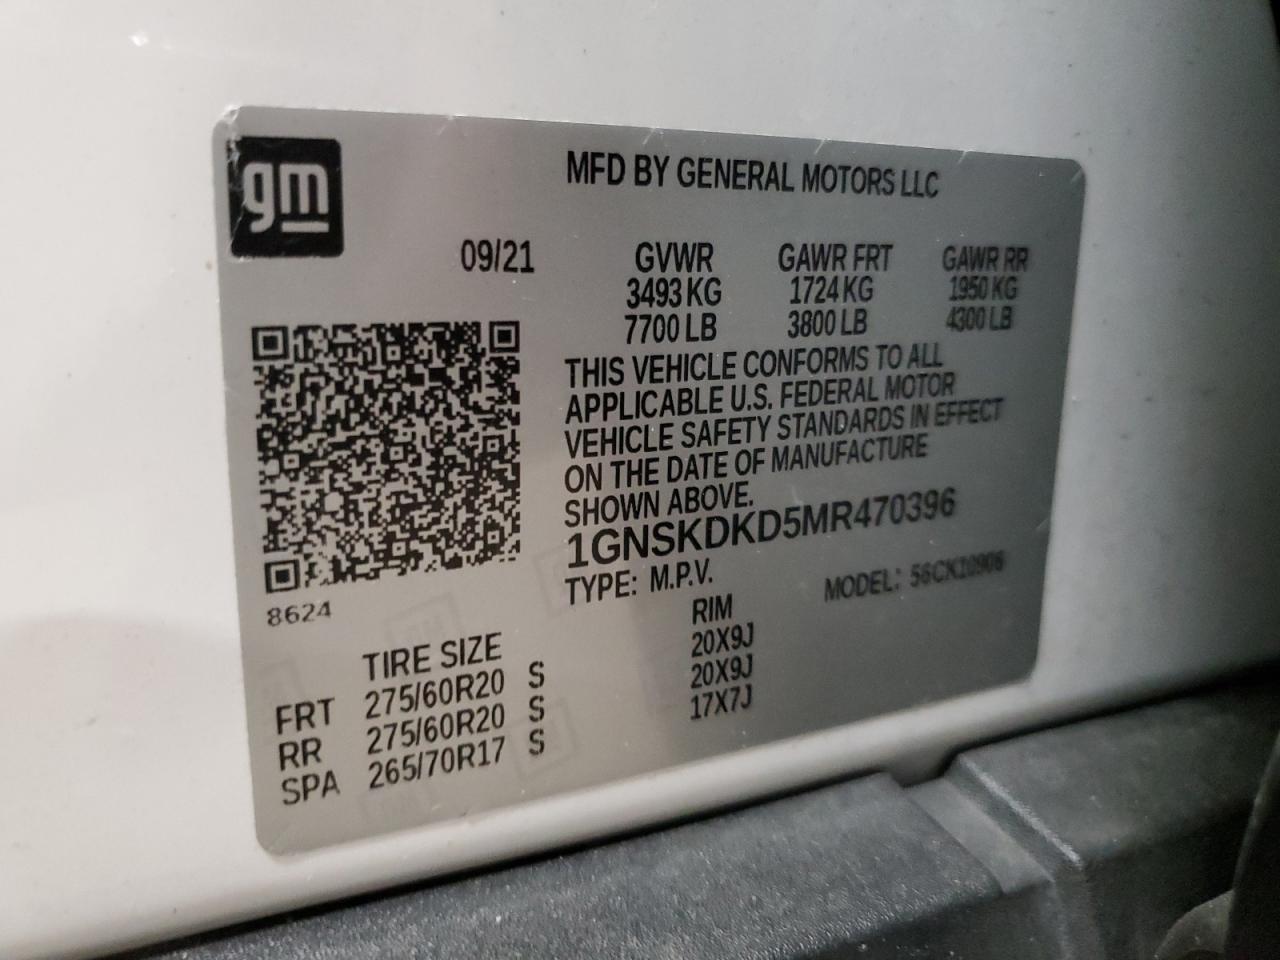 gm
MFD BY GENERAL MOTORS LLC
09/21 GVWR GAWR FRT GAWR RR
3493 KG 1724 KG 1950 KG
7700 LB 3800 LB 4300 LB
THIS VEHICLE CONFORMS TO ALL
APPLICABLE U.S. FEDERAL MOTOR
VEHICLE SAFETY STANDARDS IN EFFECT
ON THE DATE OF MANUFACTURE
SHOWN ABOVE.
1GNSKDKD5MR470396
TYPE: M.P.V. MODEL:
8624
TIRE SIZE RIM
FRT 275/60R20 S 20X9J
RR 275/60R20 S 20X9J
SPA 265/70R17 S 17X7J